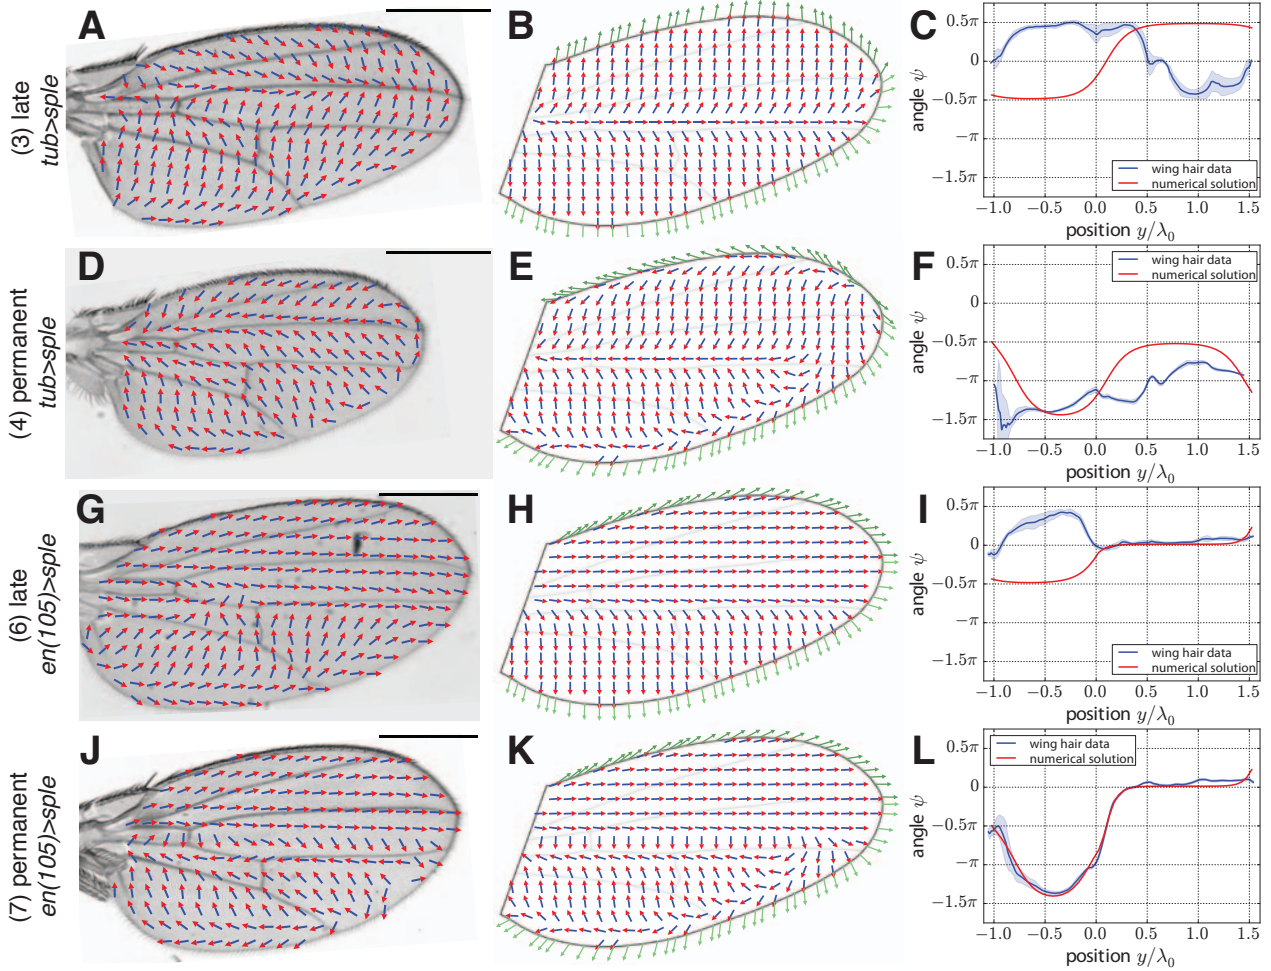 A
B
C
(3) late
tub>sple
0.5π
0
−0.5π
−π
−1.5π
angle ψ
wing hair data
numerical solution
−1.0
−0.5
0.0
0.5
1.0
1.5
position y/λ₀
D
E
F
(4) permanent
tub>sple
0.5π
0
−0.5π
−π
−1.5π
angle ψ
wing hair data
numerical solution
−1.0
−0.5
0.0
0.5
1.0
1.5
position y/λ₀
G
H
I
(6) late
en(105)>sple
0.5π
0
−0.5π
−π
−1.5π
angle ψ
wing hair data
numerical solution
−1.0
−0.5
0.0
0.5
1.0
1.5
position y/λ₀
J
K
L
(7) permanent
en(105)>sple
0.5π
0
−0.5π
−π
−1.5π
angle ψ
wing hair data
numerical solution
−1.0
−0.5
0.0
0.5
1.0
1.5
position y/λ₀